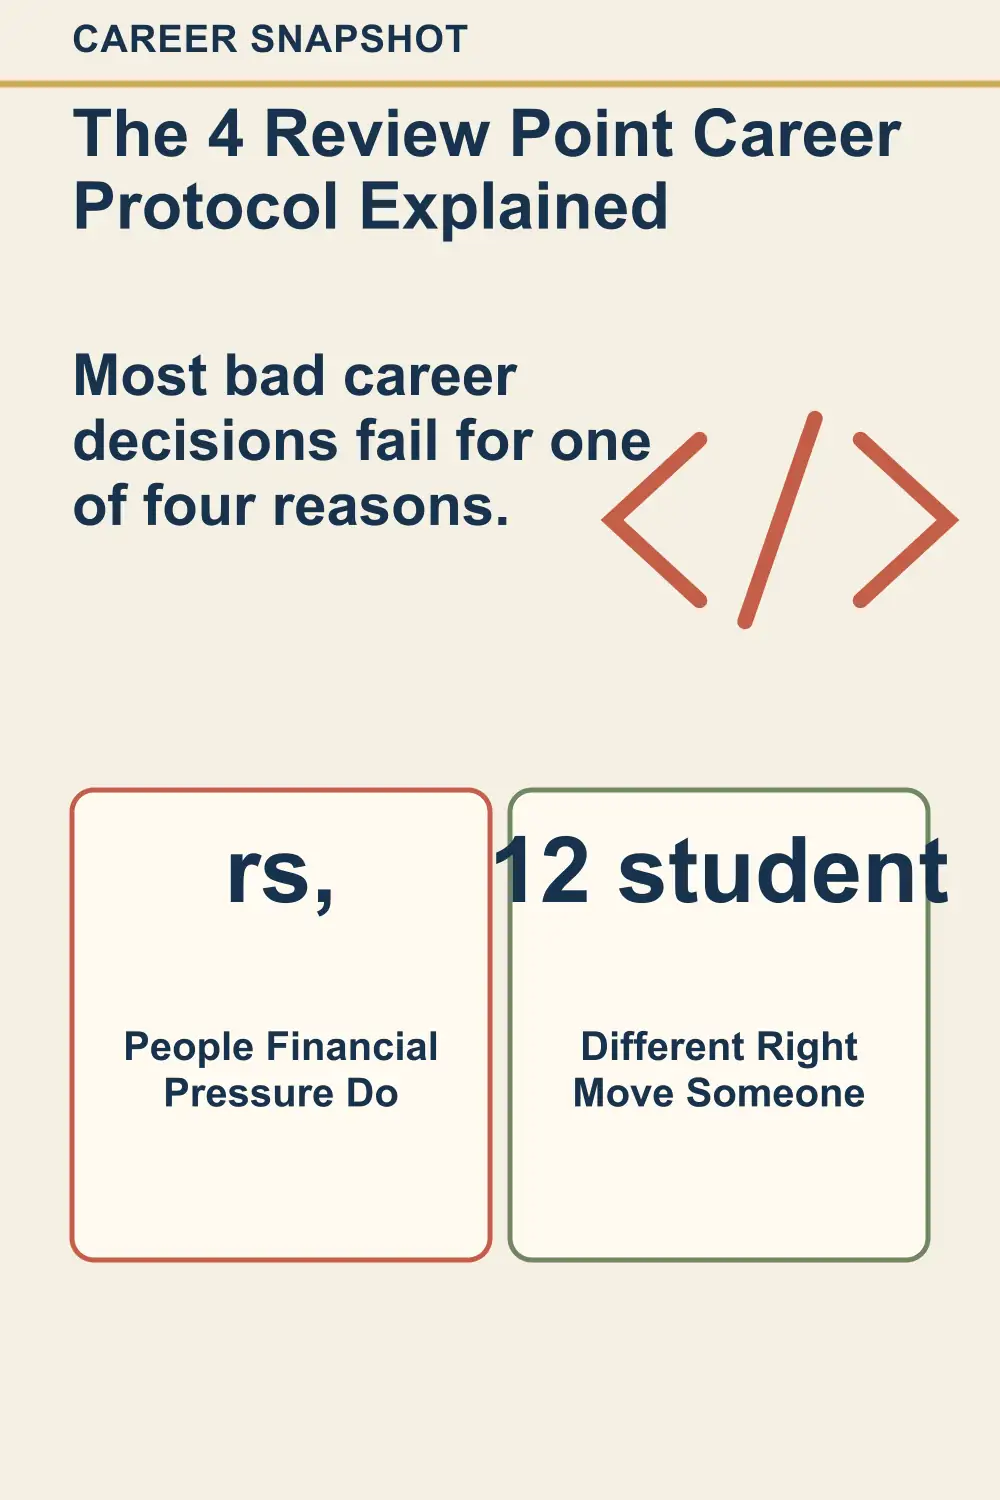 CAREER SNAPSHOT
The 4 Review Point Career
Protocol Explained
Most bad career
decisions fail for one
of four reasons.
</>
rs,
People Financial
Pressure Do
12 student
Different Right
Move Someone